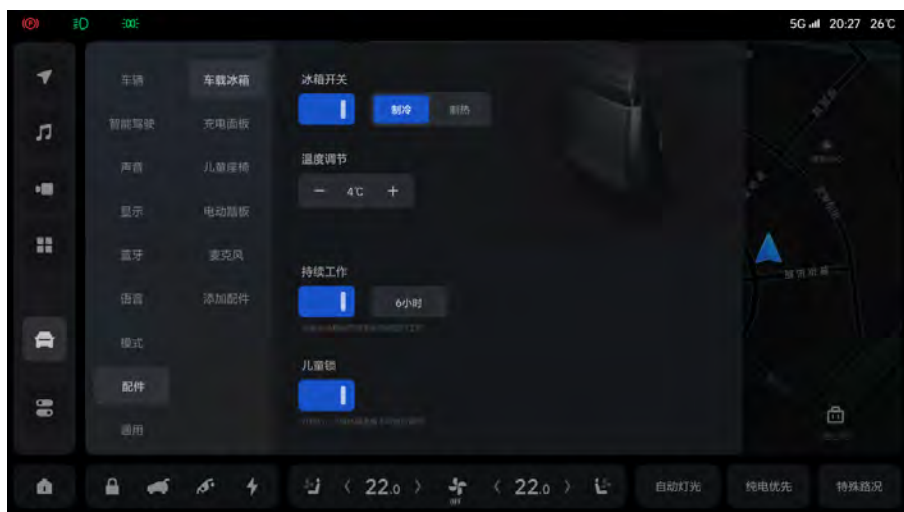 5G 20:27 26℃
车辆
智能驾驶
声音
显示
蓝牙
语言
模式
配件
通用
车载冰箱
充电面板
儿童座椅
电动踏板
麦克风
添加配件
冰箱开关
制冷 制热
温度调节
− 4℃ +
持续工作
6小时
儿童锁
< 22.0 > OFF < 22.0 >
自动灯光 纯电优先 特殊路况